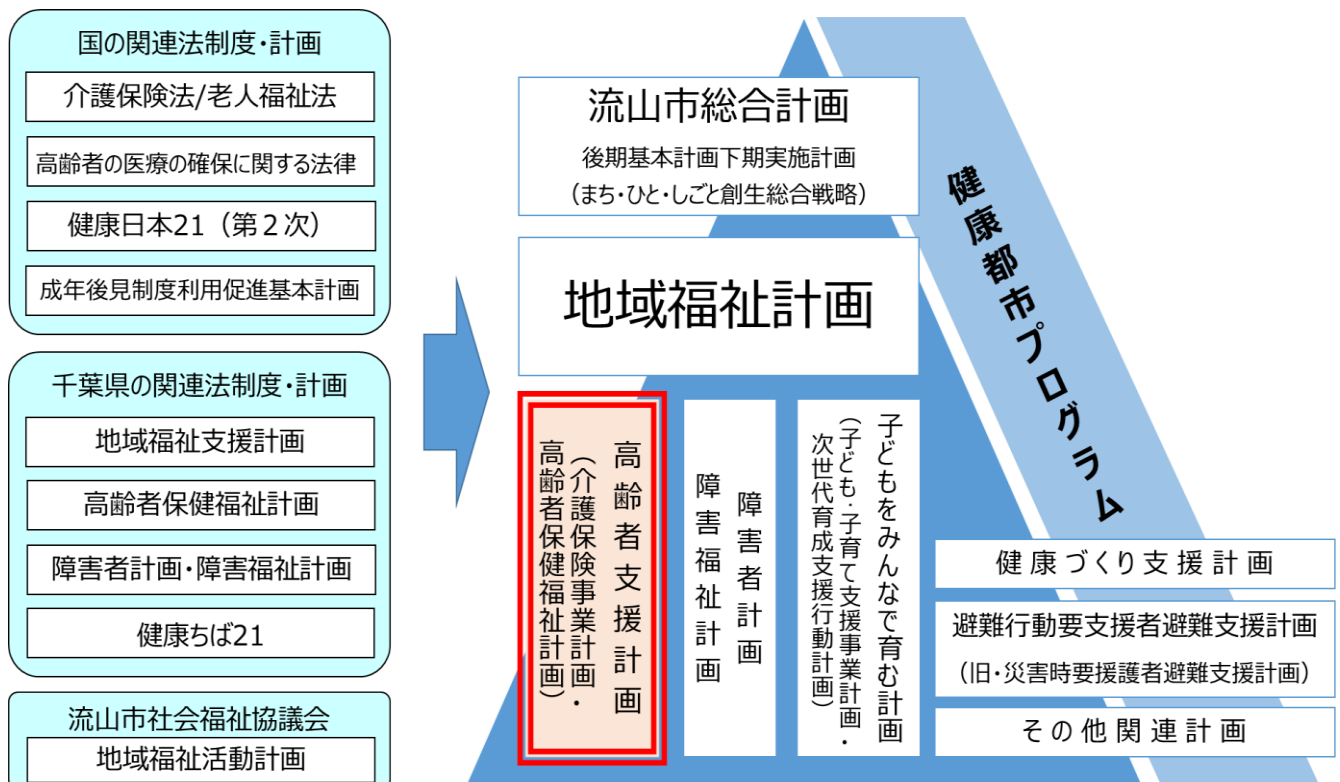 国の関連法制度・計画
介護保険法/老人福祉法
高齢者の医療の確保に関する法律
健康日本21（第２次）
成年後見制度利用促進基本計画
千葉県の関連法制度・計画
地域福祉支援計画
高齢者保健福祉計画
障害者計画・障害福祉計画
健康ちば21
流山市社会福祉協議会
地域福祉活動計画
流山市総合計画
後期基本計画下期実施計画
（まち・ひと・しごと創生総合戦略）
地域福祉計画
高齢者支援計画
（介護保険事業計画・
高齢者保健福祉計画）
障害者計画
障害福祉計画
子どもをみんなで育む計画
（子ども・子育て支援事業計画・
次世代育成支援行動計画）
健康都市プログラム
健康づくり支援計画
避難行動要支援者避難支援計画
（旧・災害時要援護者避難支援計画）
その他関連計画